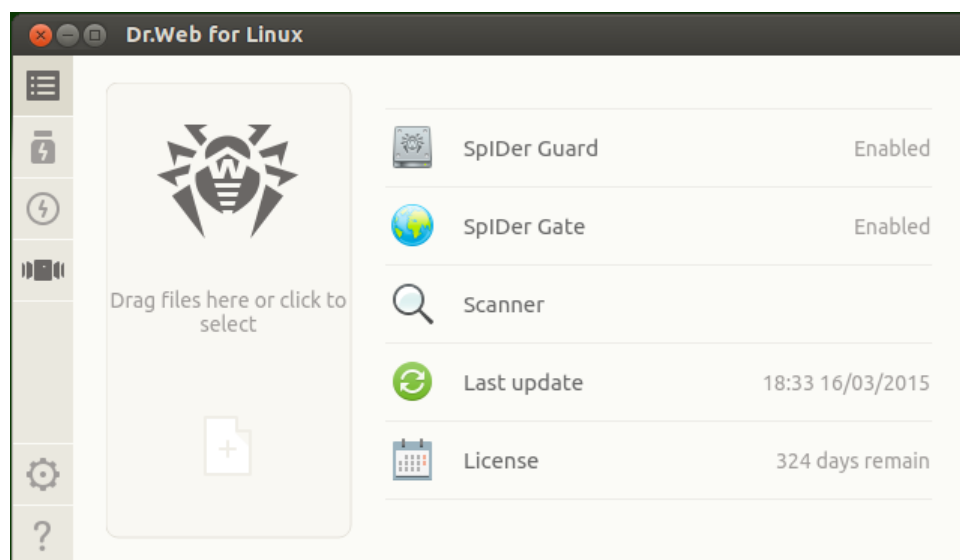 Dr.Web for Linux
Drag files here or click to
select
SpIDer Guard Enabled
SpIDer Gate Enabled
Scanner
Last update 18:33 16/03/2015
License 324 days remain
?